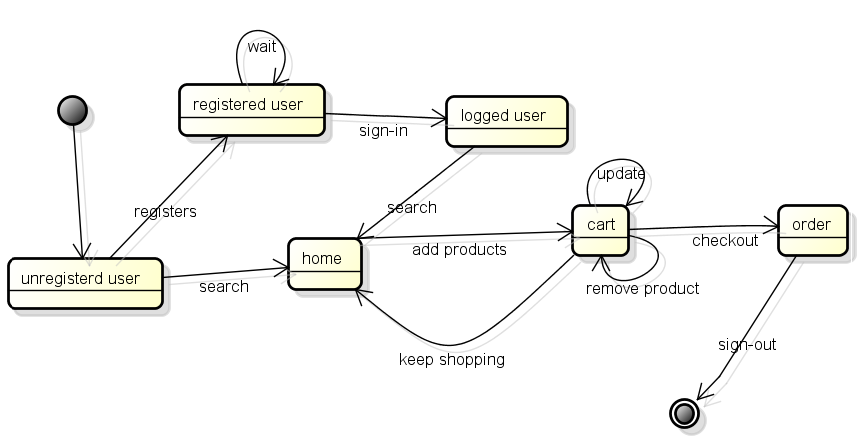 wait
registered user
logged user
sign-in
registers
search
update
cart
order
add products
checkout
home
unregisterd user
search
remove product
keep shopping
sign-out